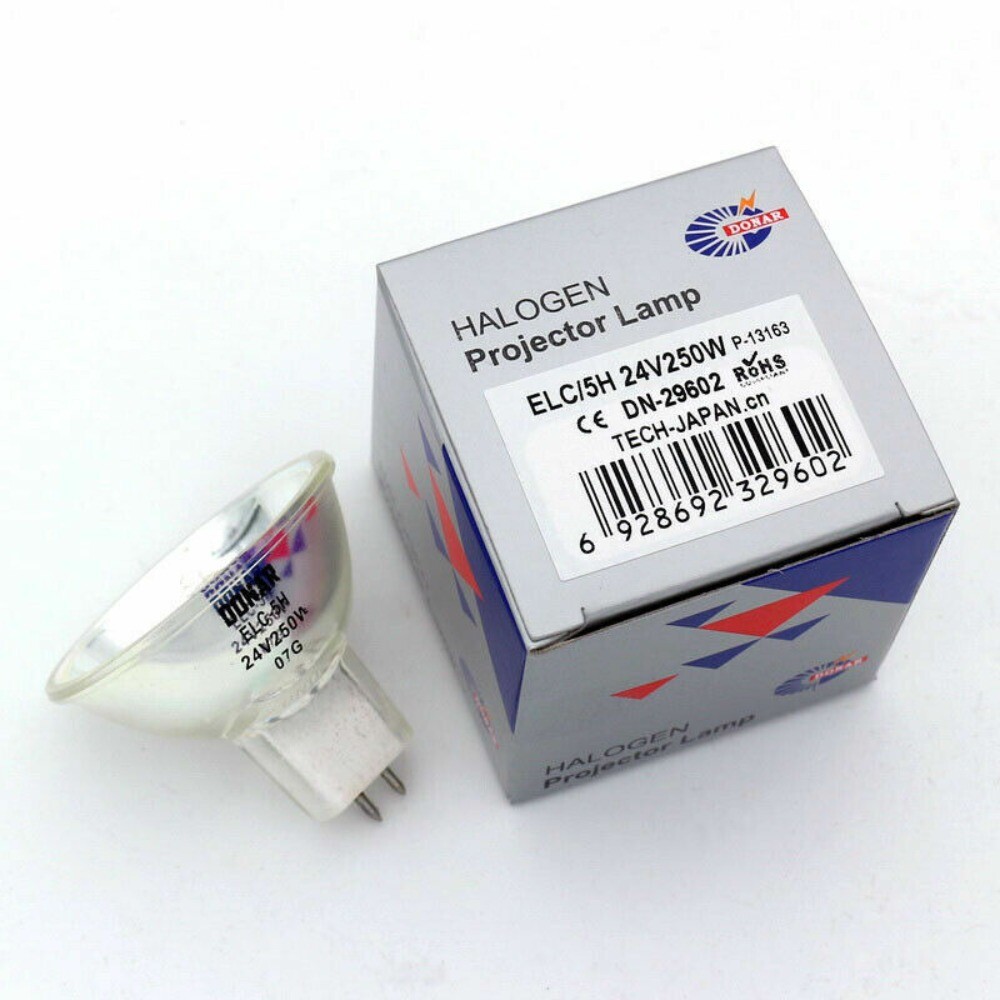 DONAR
HALOGEN
Projector Lamp
ELC/5H 24V250W P-13163
CE DN-29602 RoHS
TECH-JAPAN.cn
6 928692 329602
DONAR
ELC-5H
24V250W
07G
DONAR
HALOGEN
Projector Lamp